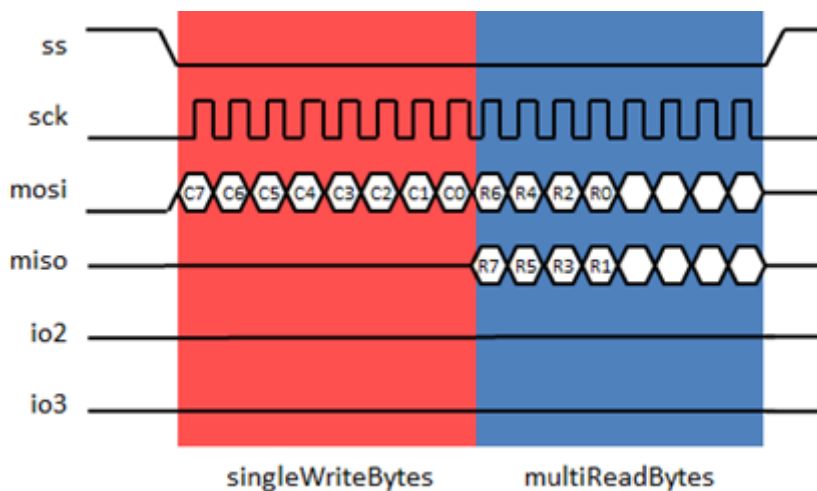 ss
sck
mosi C7 C6 C5 C4 C3 C2 C1 C0 R6 R4 R2 R0
miso R7 R5 R3 R1
io2
io3
singleWriteBytes multiReadBytes